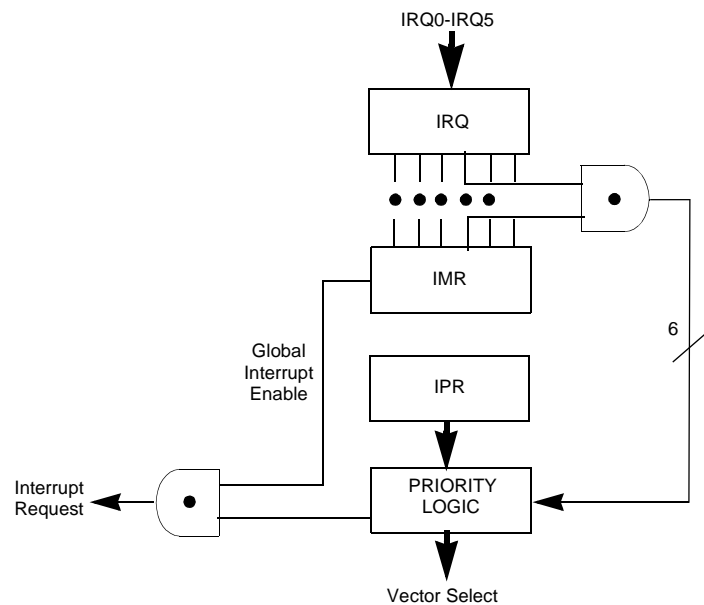 IRQ0-IRQ5
IRQ
IMR
6
Global
Interrupt
Enable
IPR
PRIORITY
LOGIC
Interrupt
Request
Vector Select